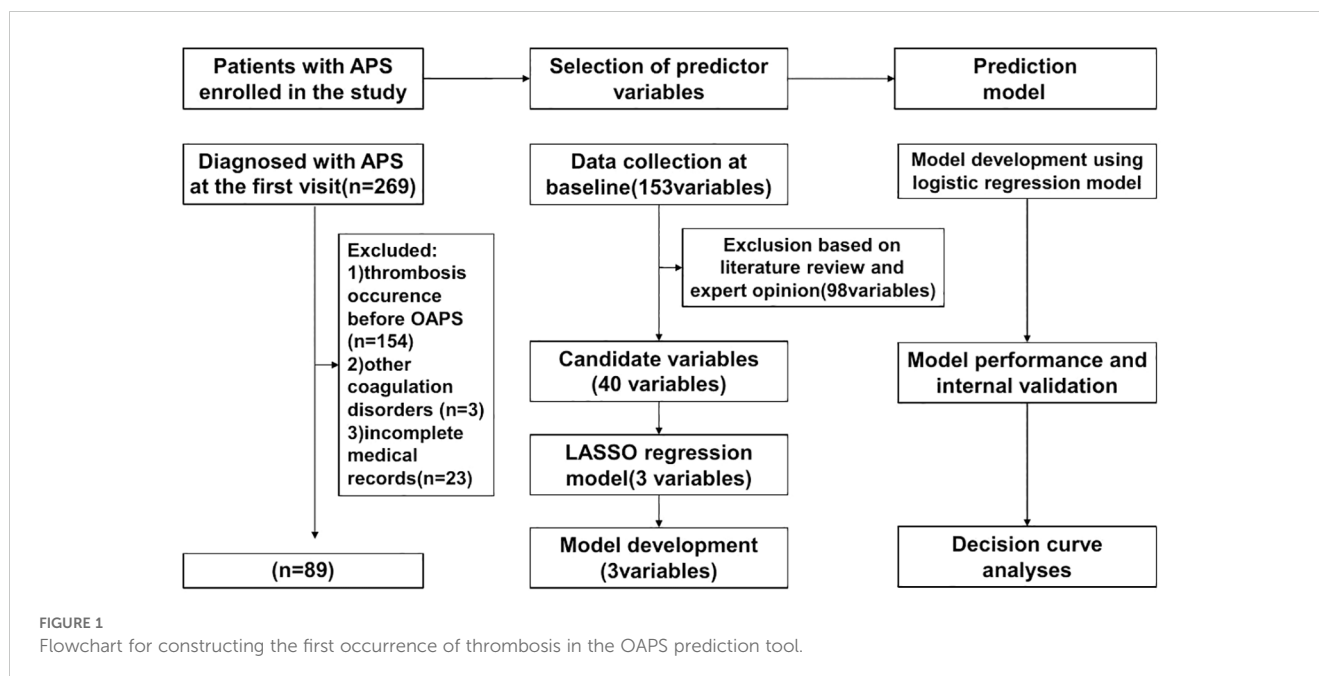 Patients with APS
enrolled in the study
Selection of predictor
variables
Prediction
model
Diagnosed with APS
at the first visit(n=269)
Excluded:
1)thrombosis
occurence
before OAPS
(n=154)
2)other
coagulation
disorders (n=3)
3)incomplete
medical
records(n=23)
(n=89)
Data collection at
baseline(153variables)
Exclusion based on
literature review and
expert opinion(98variables)
Candidate variables
(40 variables)
LASSO regression
model(3 variables)
Model development
(3variables)
Model development using
logistic regression model
Model performance and
internal validation
Decision curve
analyses
FIGURE 1
Flowchart for constructing the first occurrence of thrombosis in the OAPS prediction tool.